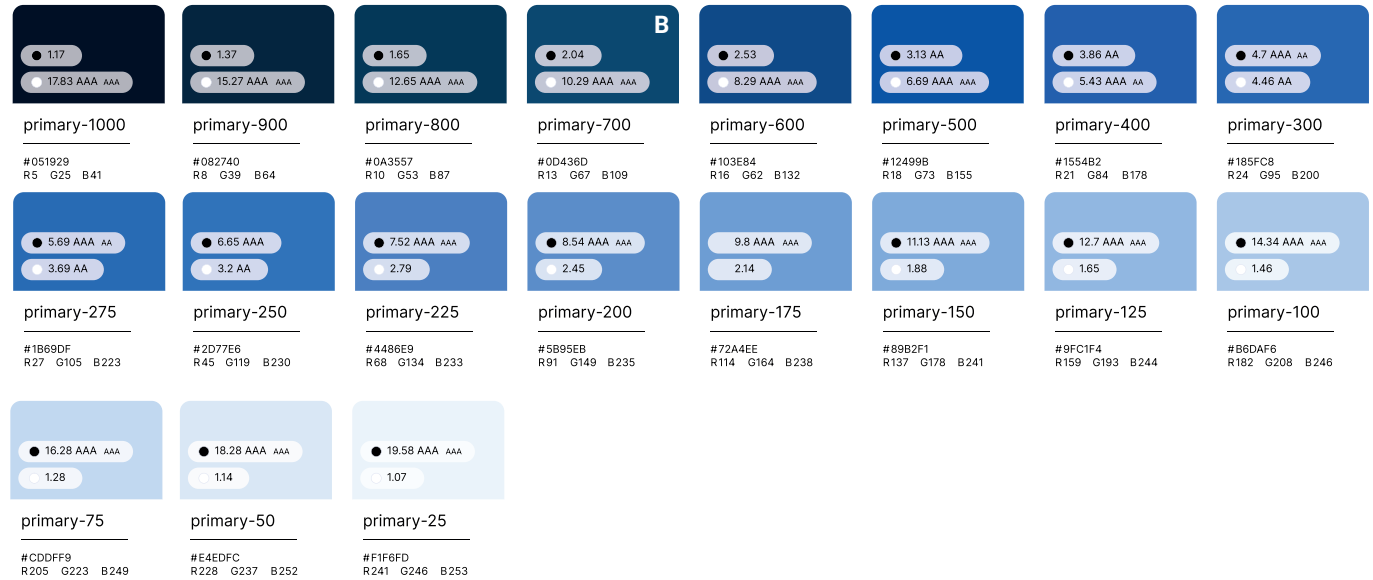 B
1.17 1.37 1.65 2.04 2.53 3.13 AA 3.86 AA 4.7 AAA AA
17.83 AAA AAA 15.27 AAA AAA 12.65 AAA AAA 10.29 AAA AAA 8.29 AAA AAA 6.69 AAA AAA 5.43 AAA AA 4.46 AA
primary-1000 primary-900 primary-800 primary-700 primary-600 primary-500 primary-400 primary-300
#051929 #082740 #0A3557 #0D436D #103E84 #12499B #1554B2 #185FC8
R5 G25 B41 R8 G39 B64 R10 G53 B87 R13 G67 B109 R16 G62 B132 R18 G73 B155 R21 G84 B178 R24 G95 B200
5.69 AAA AA 6.65 AAA 7.52 AAA AAA 8.54 AAA AAA 9.8 AAA AAA 11.13 AAA AAA 12.7 AAA AAA 14.34 AAA AAA
3.69 AA 3.2 AA 2.79 2.45 2.14 1.88 1.65 1.46
primary-275 primary-250 primary-225 primary-200 primary-175 primary-150 primary-125 primary-100
#1B69DF #2D77E6 #4486E9 #5B95EB #72A4EE #89B2F1 #9FC1F4 #B6DAF6
R27 G105 B223 R45 G119 B230 R68 G134 B233 R91 G149 B235 R114 G164 B238 R137 G178 B241 R159 G193 B244 R182 G208 B246
16.28 AAA AAA 18.28 AAA AAA 19.58 AAA AAA
1.28 1.14 1.07
primary-75 primary-50 primary-25
#CDDFF9 #E4EDFC #F1F6FD
R205 G223 B249 R228 G237 B252 R241 G246 B253